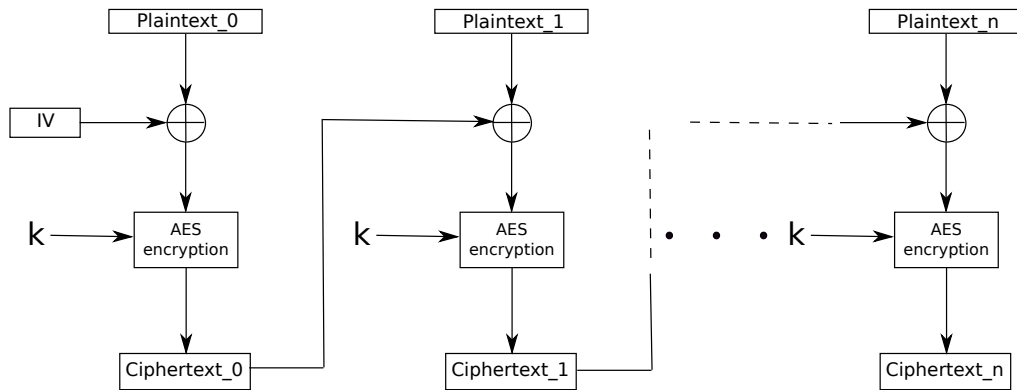 Plaintext_0
Plaintext_1
Plaintext_n
IV
k
AES
encryption
k
AES
encryption
k
AES
encryption
Ciphertext_0
Ciphertext_1
Ciphertext_n